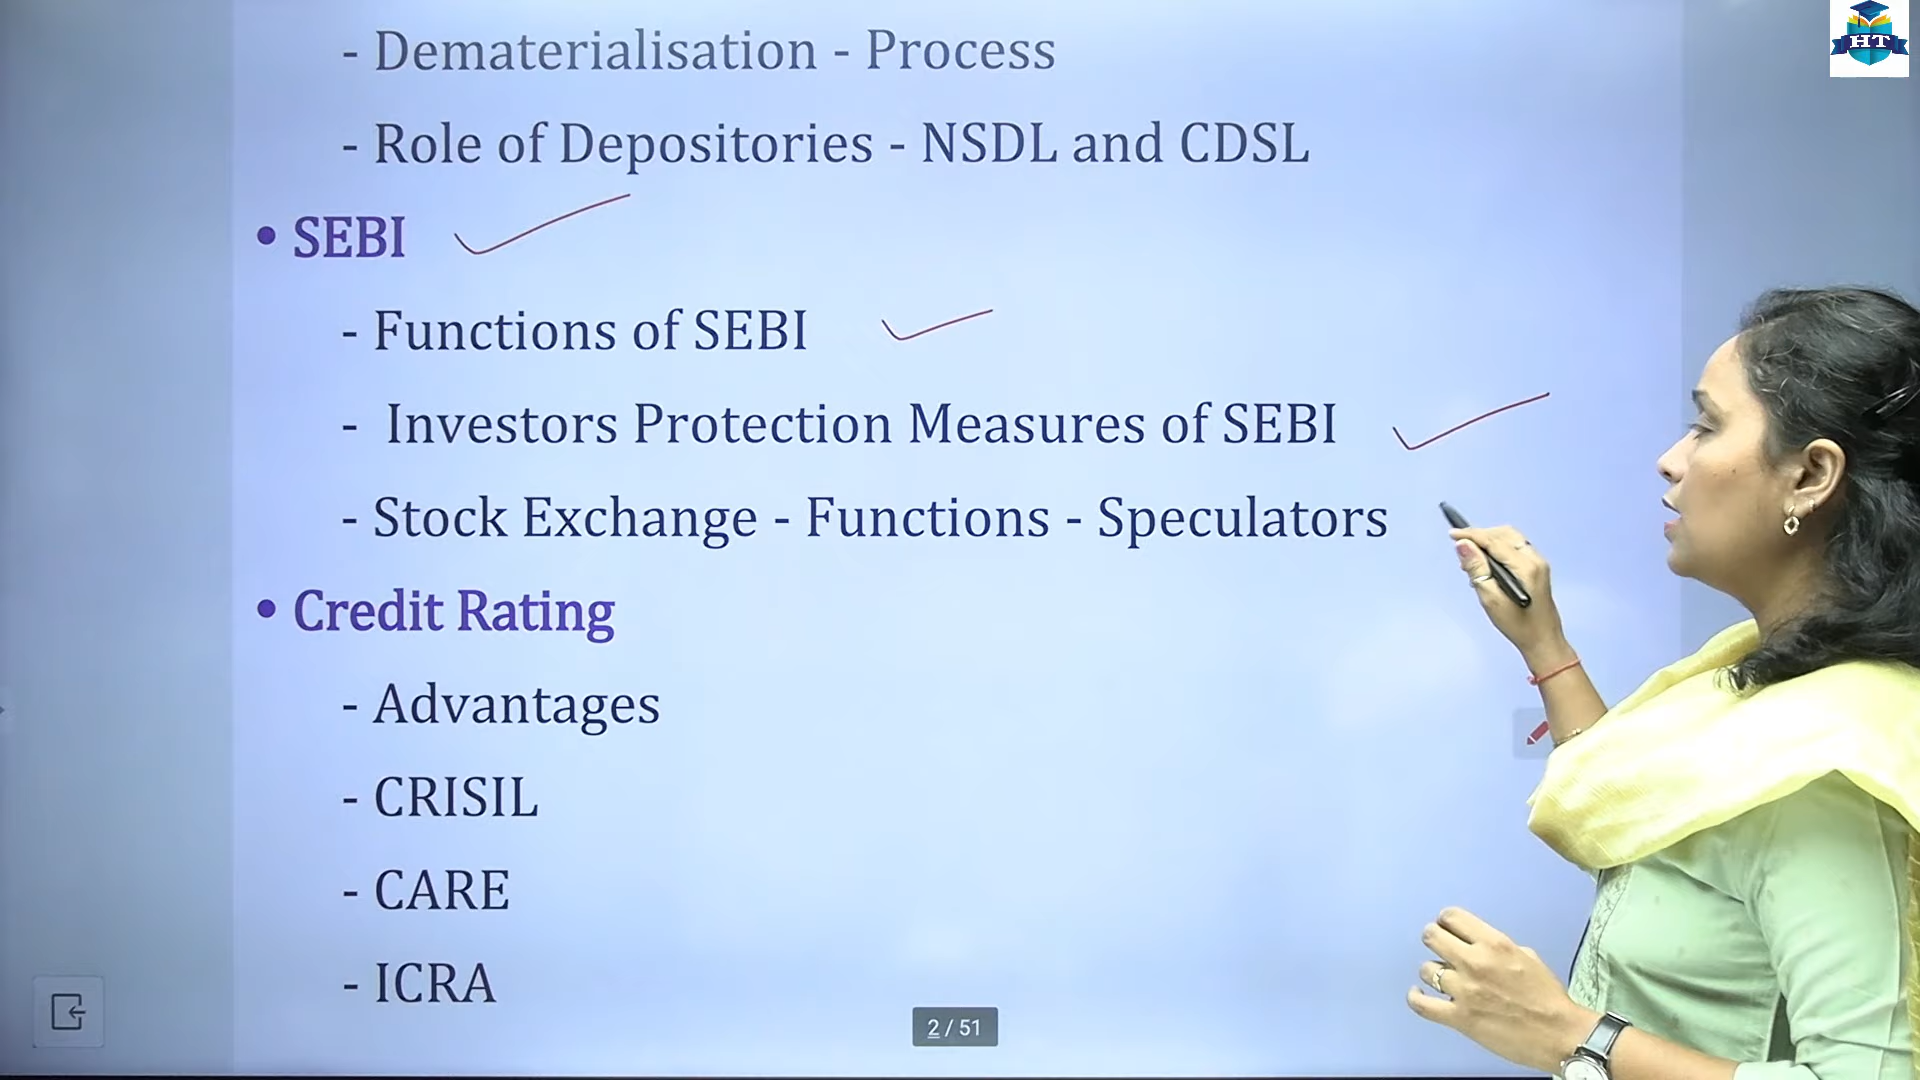 HT
- Dematerialisation - Process
- Role of Depositories - NSDL and CDSL
• SEBI
- Functions of SEBI
- Investors Protection Measures of SEBI
- Stock Exchange - Functions - Speculators
• Credit Rating
- Advantages
- CRISIL
- CARE
- ICRA
2 / 51